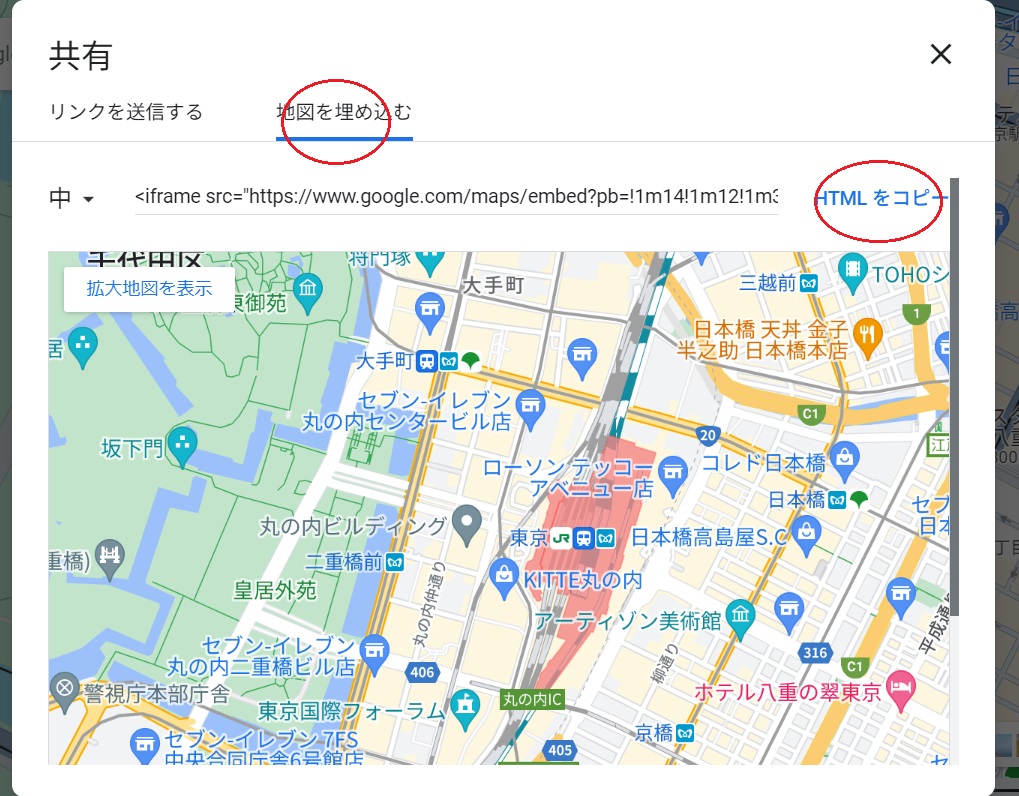 共有
リンクを送信する
地図を埋め込む
中
<iframe src="https://www.google.com/maps/embed?pb=!1m14!1m12!1m3
HTML をコピー
千代田区
将門塚
大手町
三越前
TOHOシ
拡大地図を表示
東御苑
1
日本橋 天丼 金子
半之助 日本橋本店
居
大手町
セブン-イレブン
丸の内センタービル店
C1
20
江
坂下門
ローソン テッコー
アベニュー店
コレド日本橋
日本橋
セブ
日本
丸の内ビルディング
東京
JR
日本橋高島屋S.C
重橋)
二重橋前
KITTE丸の内
皇居外苑
丸の内仲通り
アーティゾン美術館
平成通
セブン-イレブン
丸の内二重橋ビル店
406
柳通り
316
C1
警視庁本部庁舎
丸の内IC
ホテル八重の翠東京
東京国際フォーラム
京橋
405
セブン-イレブン 7FS
中央合同庁舎6号館店
セ